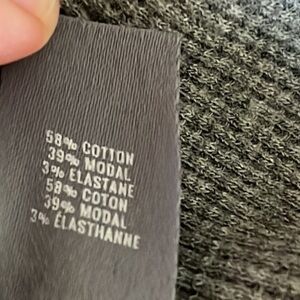 58% COTTON
39% MODAL
3% ELASTANE
58% COTON
39% MODAL
3% ÉLASTHANNE